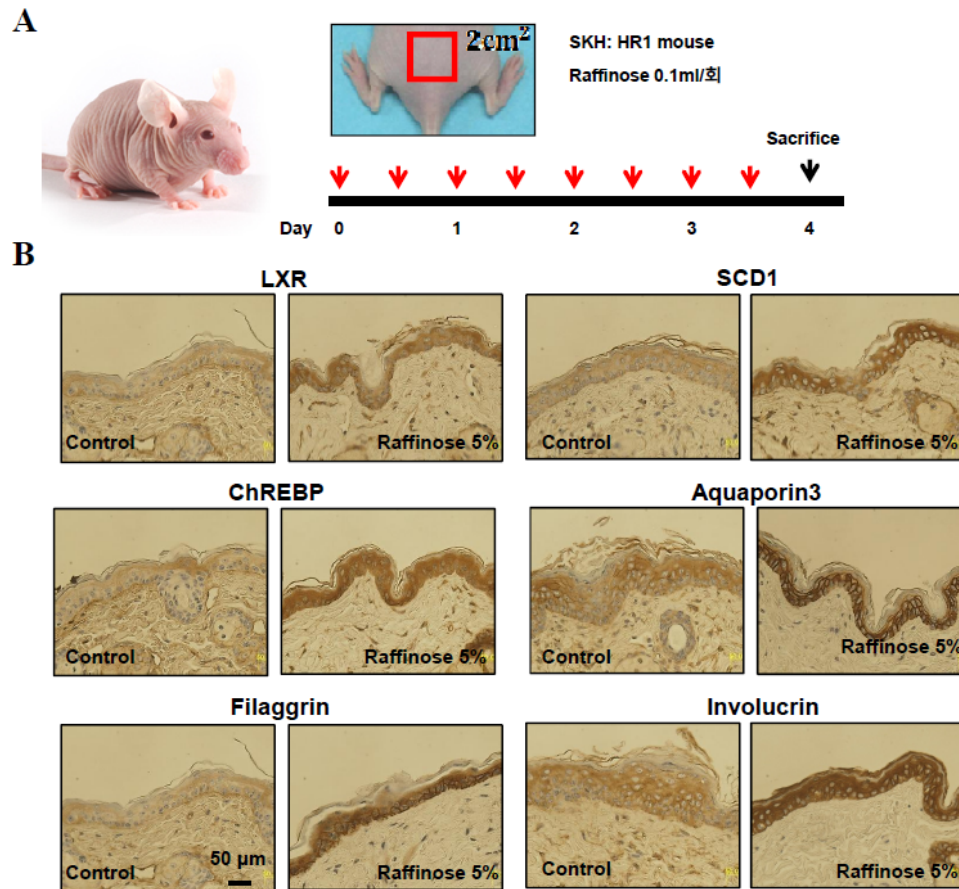 A
2cm²
SKH: HR1 mouse
Raffinose 0.1ml/회
Sacrifice
Day 0 1 2 3 4
B
LXR SCD1
Control Raffinose 5% Control Raffinose 5%
ChREBP Aquaporin3
Control Raffinose 5% Control Raffinose 5%
Filaggrin Involucrin
50 µm
Control Raffinose 5% Control Raffinose 5%